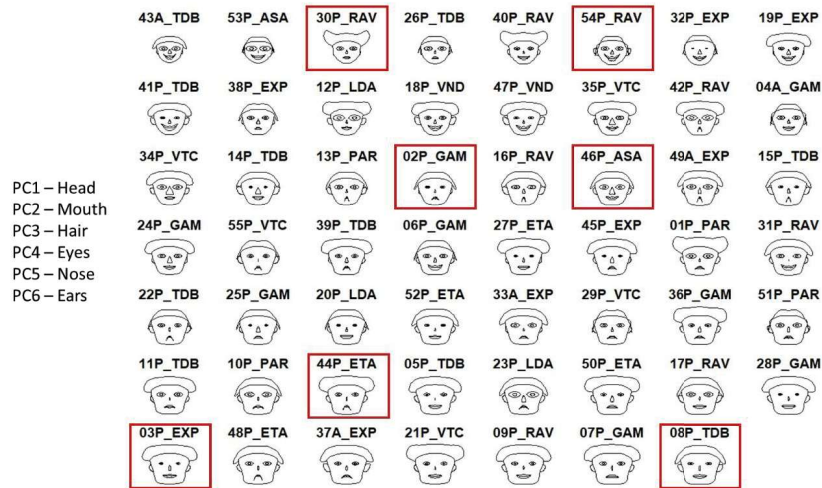 43A_TDB 53P_ASA 30P_RAV 26P_TDB 40P_RAV 54P_RAV 32P_EXP 19P_EXP
41P_TDB 38P_EXP 12P_LDA 18P_VND 47P_VND 35P_VTC 42P_RAV 04A_GAM
34P_VTC 14P_TDB 13P_PAR 02P_GAM 16P_RAV 46P_ASA 49A_EXP 15P_TDB
PC1 – Head
PC2 – Mouth
PC3 – Hair
PC4 – Eyes
PC5 – Nose
PC6 – Ears
24P_GAM 55P_VTC 39P_TDB 06P_GAM 27P_ETA 45P_EXP 01P_PAR 31P_RAV
22P_TDB 25P_GAM 20P_LDA 52P_ETA 33A_EXP 29P_VTC 36P_GAM 51P_PAR
11P_TDB 10P_PAR 44P_ETA 05P_TDB 23P_LDA 50P_ETA 17P_RAV 28P_GAM
03P_EXP 48P_ETA 37A_EXP 21P_VTC 09P_RAV 07P_GAM 08P_TDB